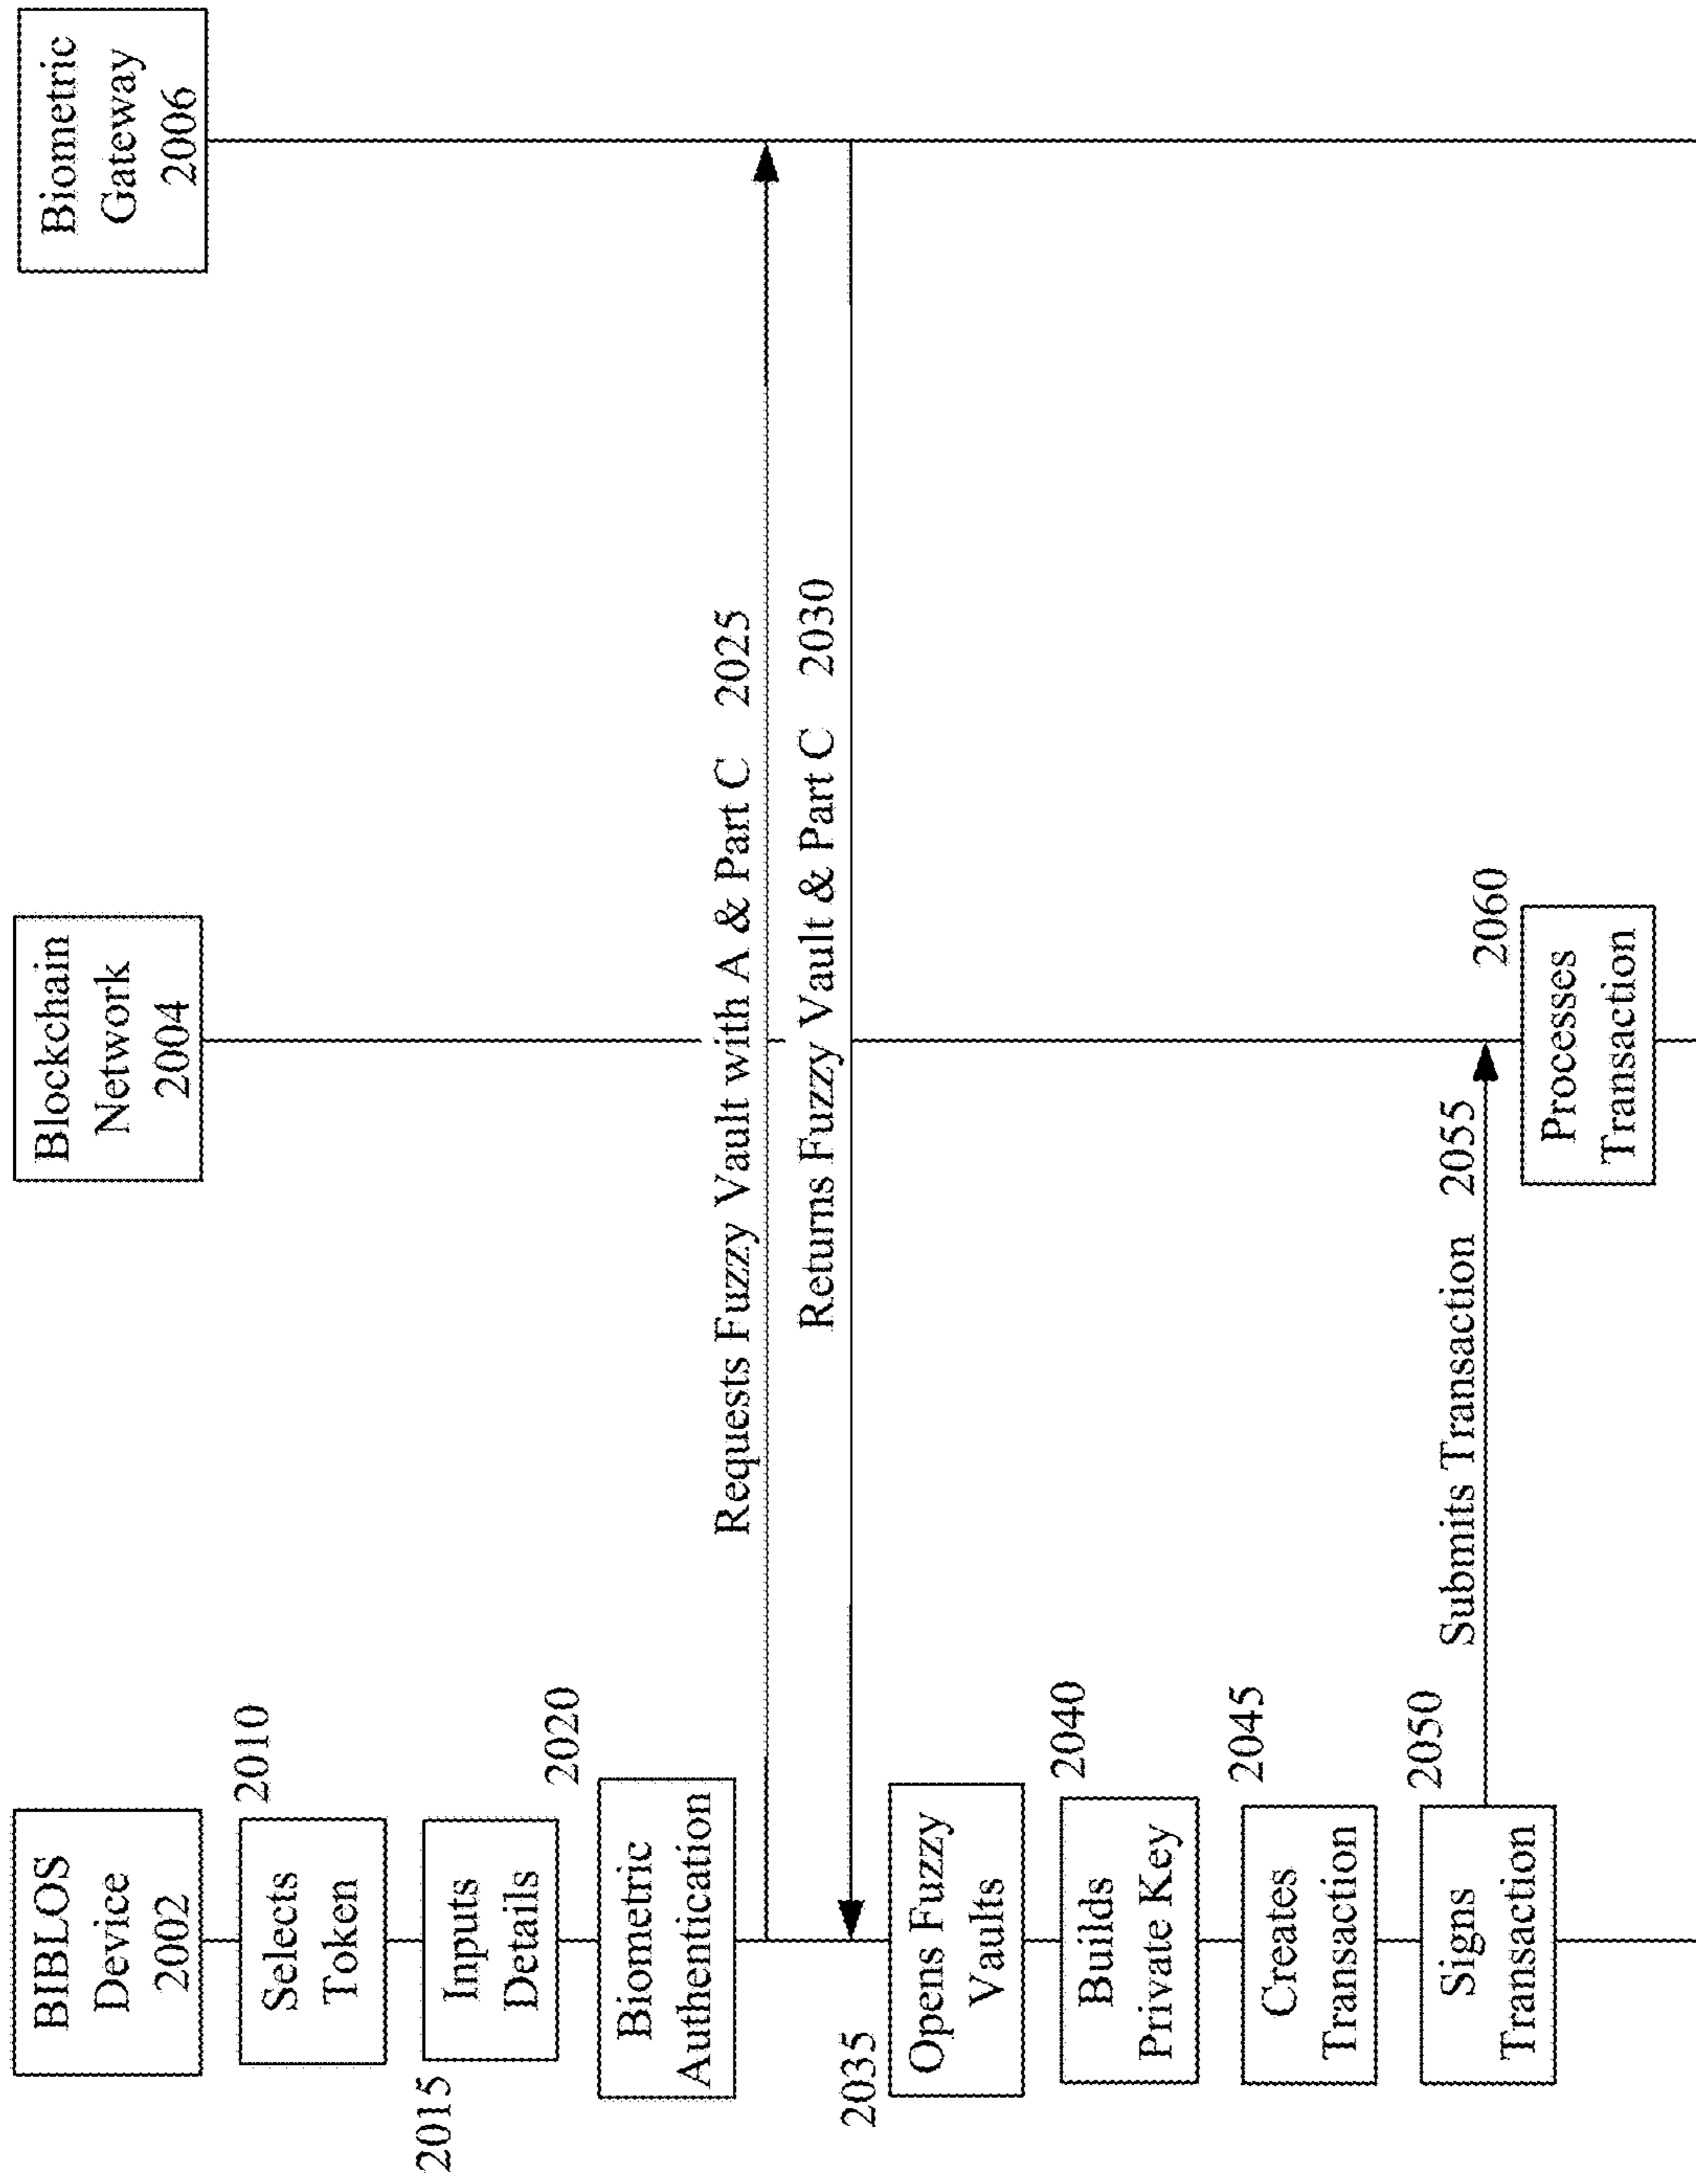 BIBLOS
Device
2002
Blockchain
Network
2004
Biometric
Gateway
2006
2010
Selects
Token
2015
Inputs
Details
2020
Biometric
Authentication
Requests Fuzzy Vault with A & Part C 2025
Returns Fuzzy Vault & Part C 2030
2035
Opens Fuzzy
Vaults
2040
Builds
Private Key
2045
Creates
Transaction
2050
Signs
Transaction
Submits Transaction 2055
2060
Processes
Transaction